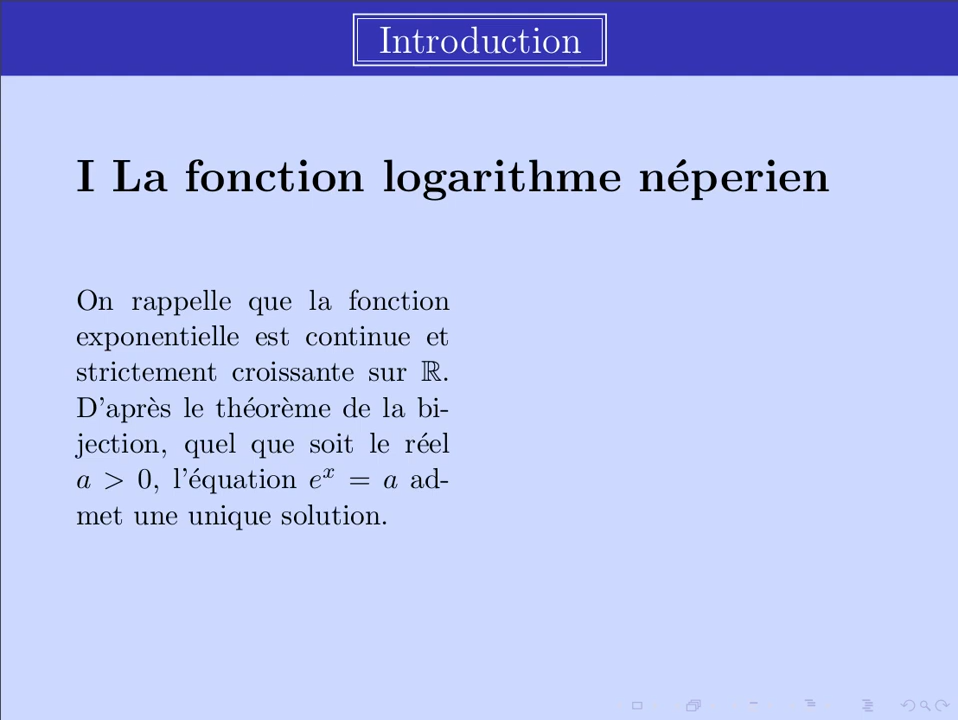 Introduction
I La fonction logarithme néperien
On rappelle que la fonction
exponentielle est continue et
strictement croissante sur ℝ.
D'après le théorème de la bi-
jection, quel que soit le réel
a > 0, l'équation eˣ = a ad-
met une unique solution.